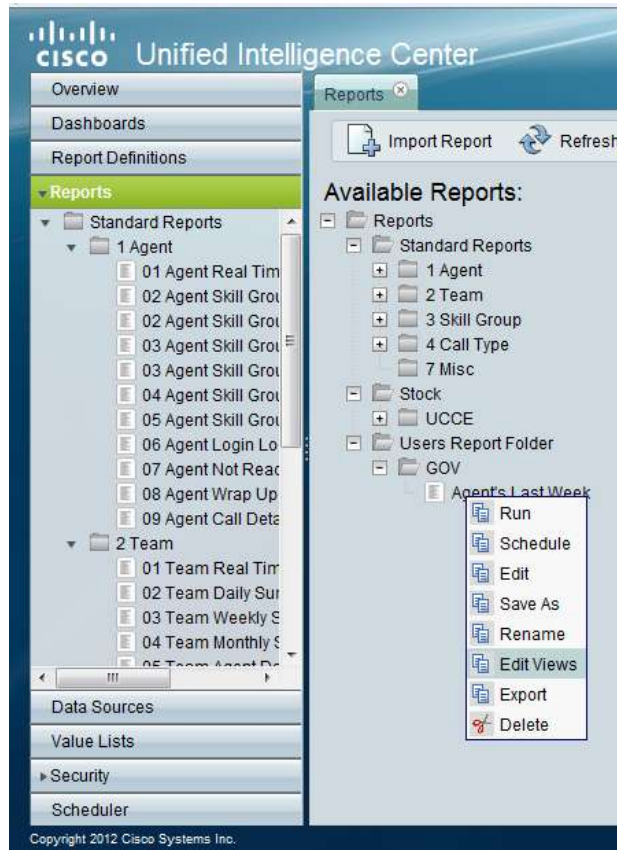 CISCO Unified Intelligence Center
Overview
Dashboards
Report Definitions
Reports
Standard Reports
1 Agent
01 Agent Real Tim
02 Agent Skill Grou
02 Agent Skill Grou
03 Agent Skill Grou
03 Agent Skill Grou
04 Agent Skill Grou
05 Agent Skill Grou
06 Agent Login Lo
07 Agent Not Read
08 Agent Wrap Up
09 Agent Call Deta
2 Team
01 Team Real Tim
02 Team Daily Sur
03 Team Weekly S
04 Team Monthly S
05 Team Agent De
Data Sources
Value Lists
Security
Scheduler
Reports
Import Report Refresh
Available Reports:
Reports
Standard Reports
1 Agent
2 Team
3 Skill Group
4 Call Type
7 Misc
Stock
UCCE
Users Report Folder
GOV
Agent's Last Week
Run
Schedule
Edit
Save As
Rename
Edit Views
Export
Delete
Copyright 2012 Cisco Systems Inc.